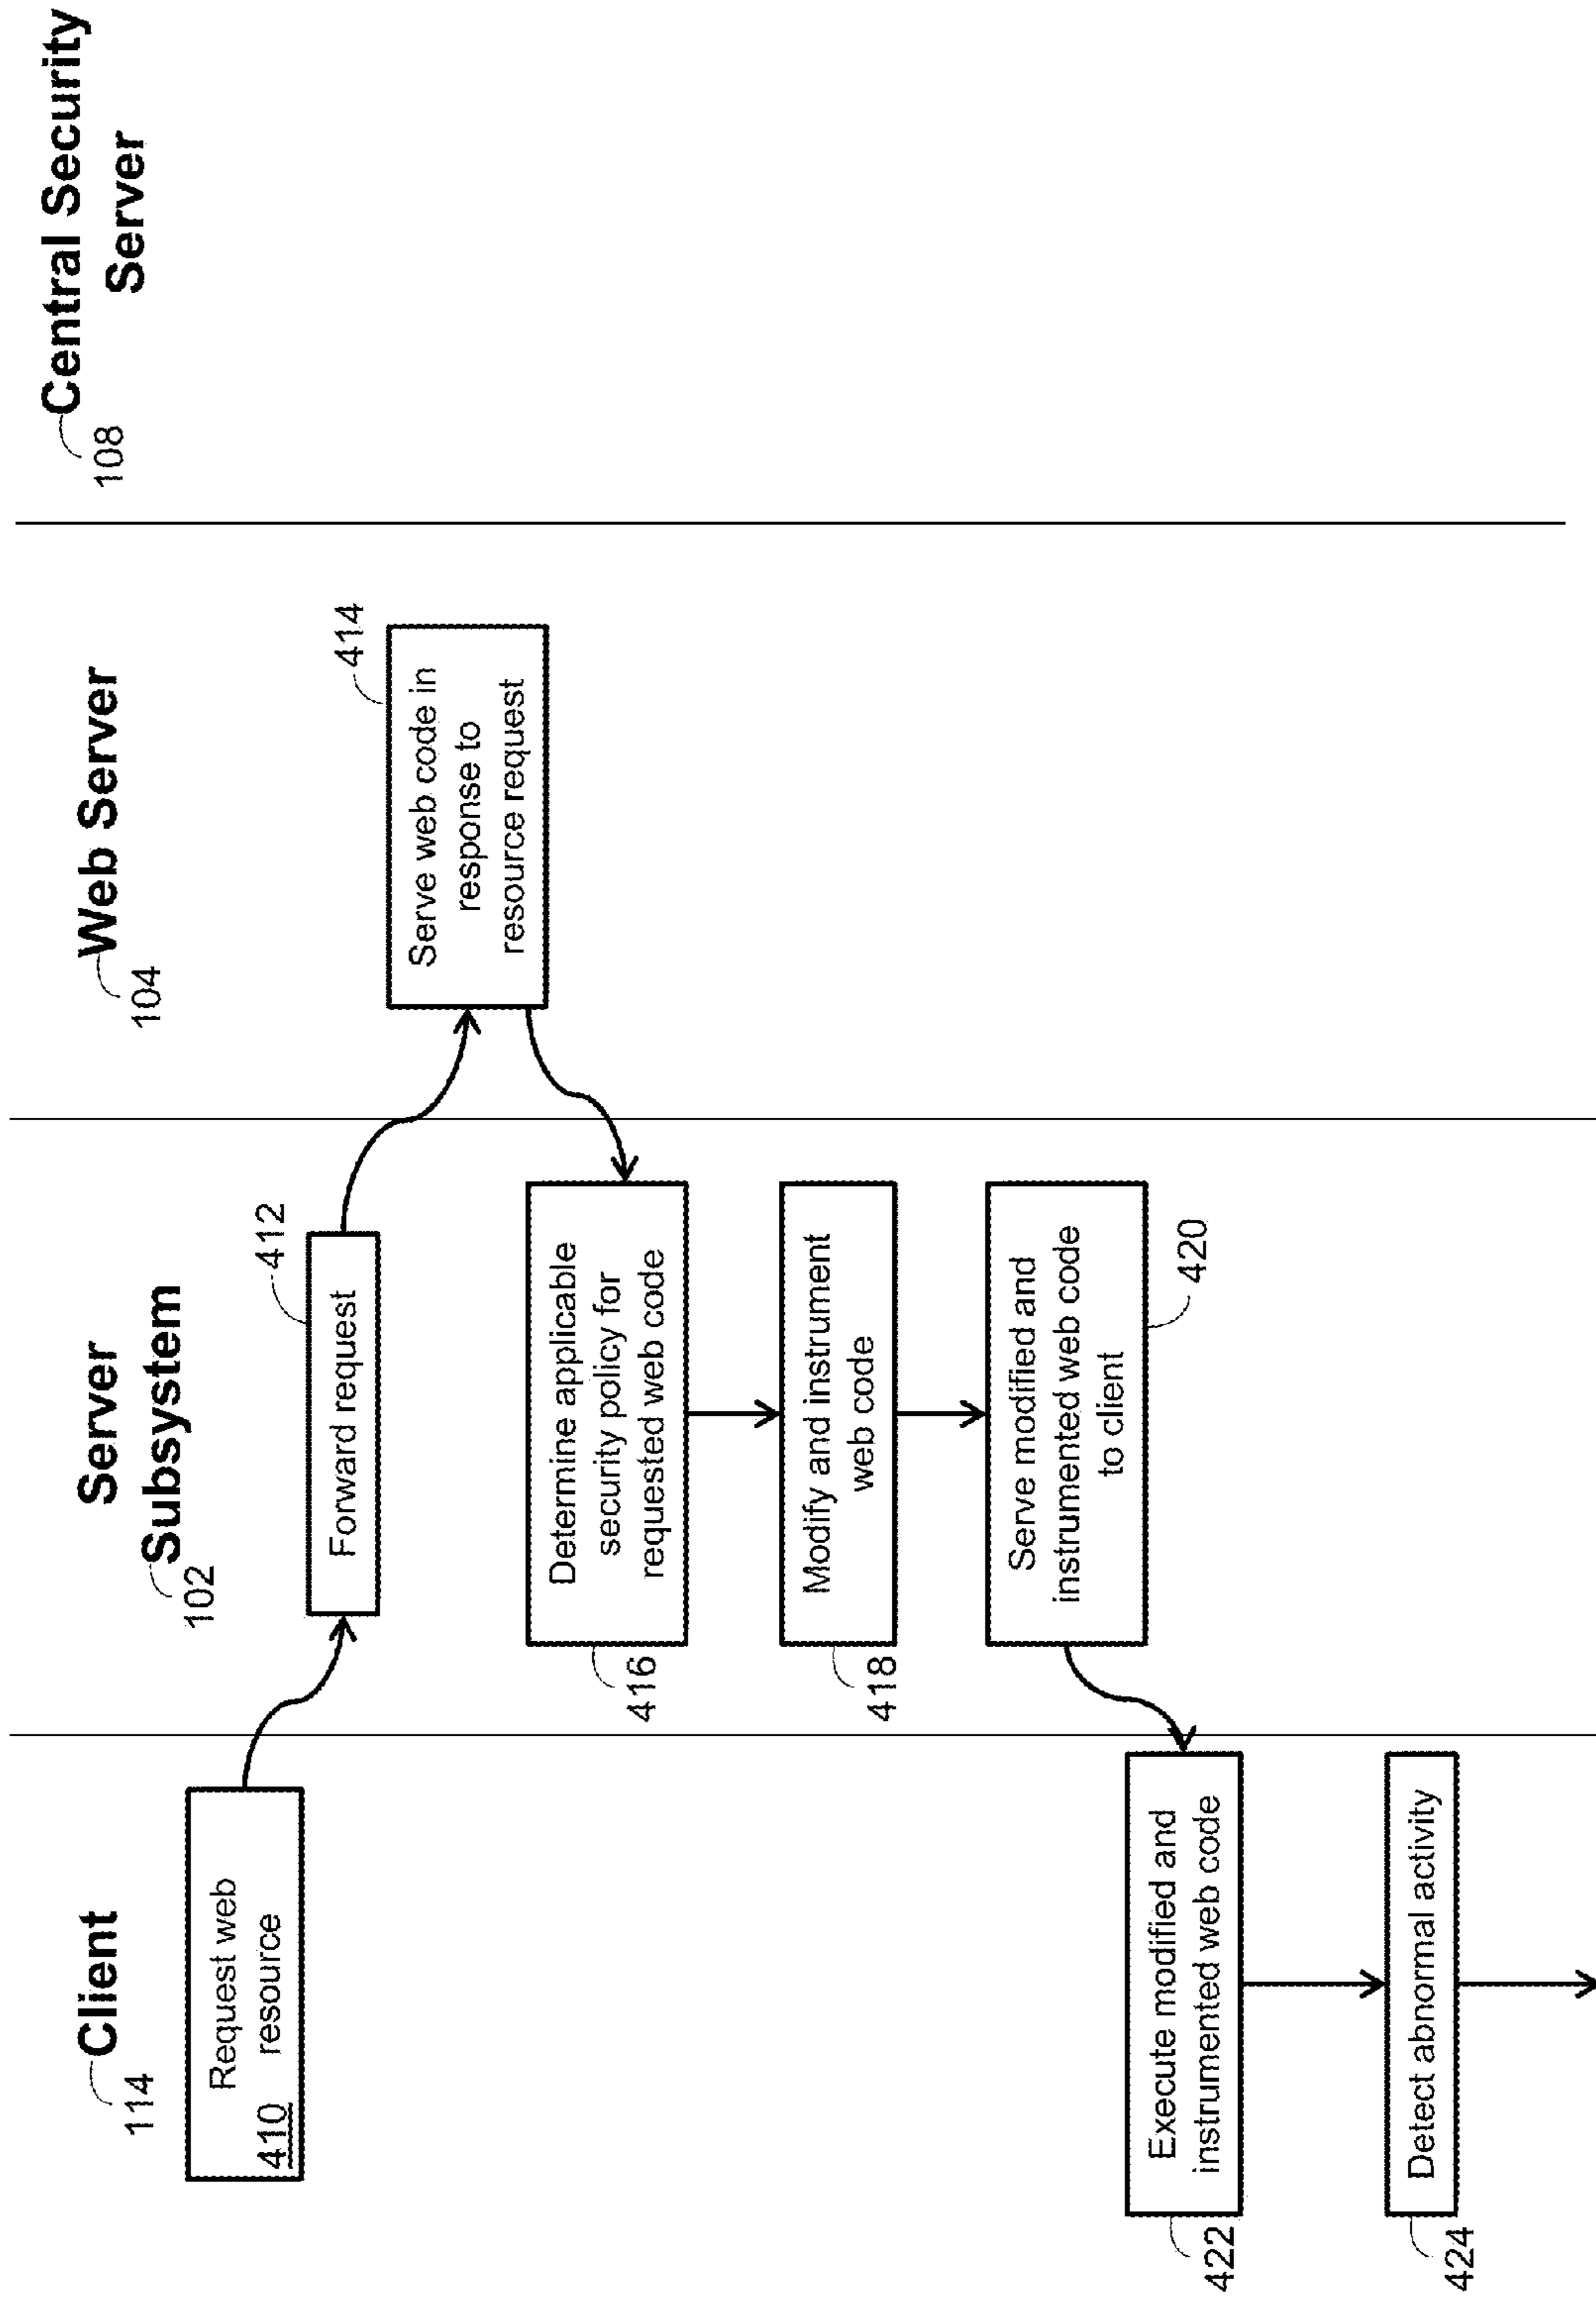 Client
114
Server
Subsystem
102
Web Server
104
Central Security
Server
108
Request web
410 resource
412
Forward request
414
Serve web code in
response to
resource request
Determine applicable
security policy for
requested web code
416
Modify and instrument
web code
418
Serve modified and
instrumented web code
to client
420
Execute modified and
instrumented web code
422
Detect abnormal activity
424